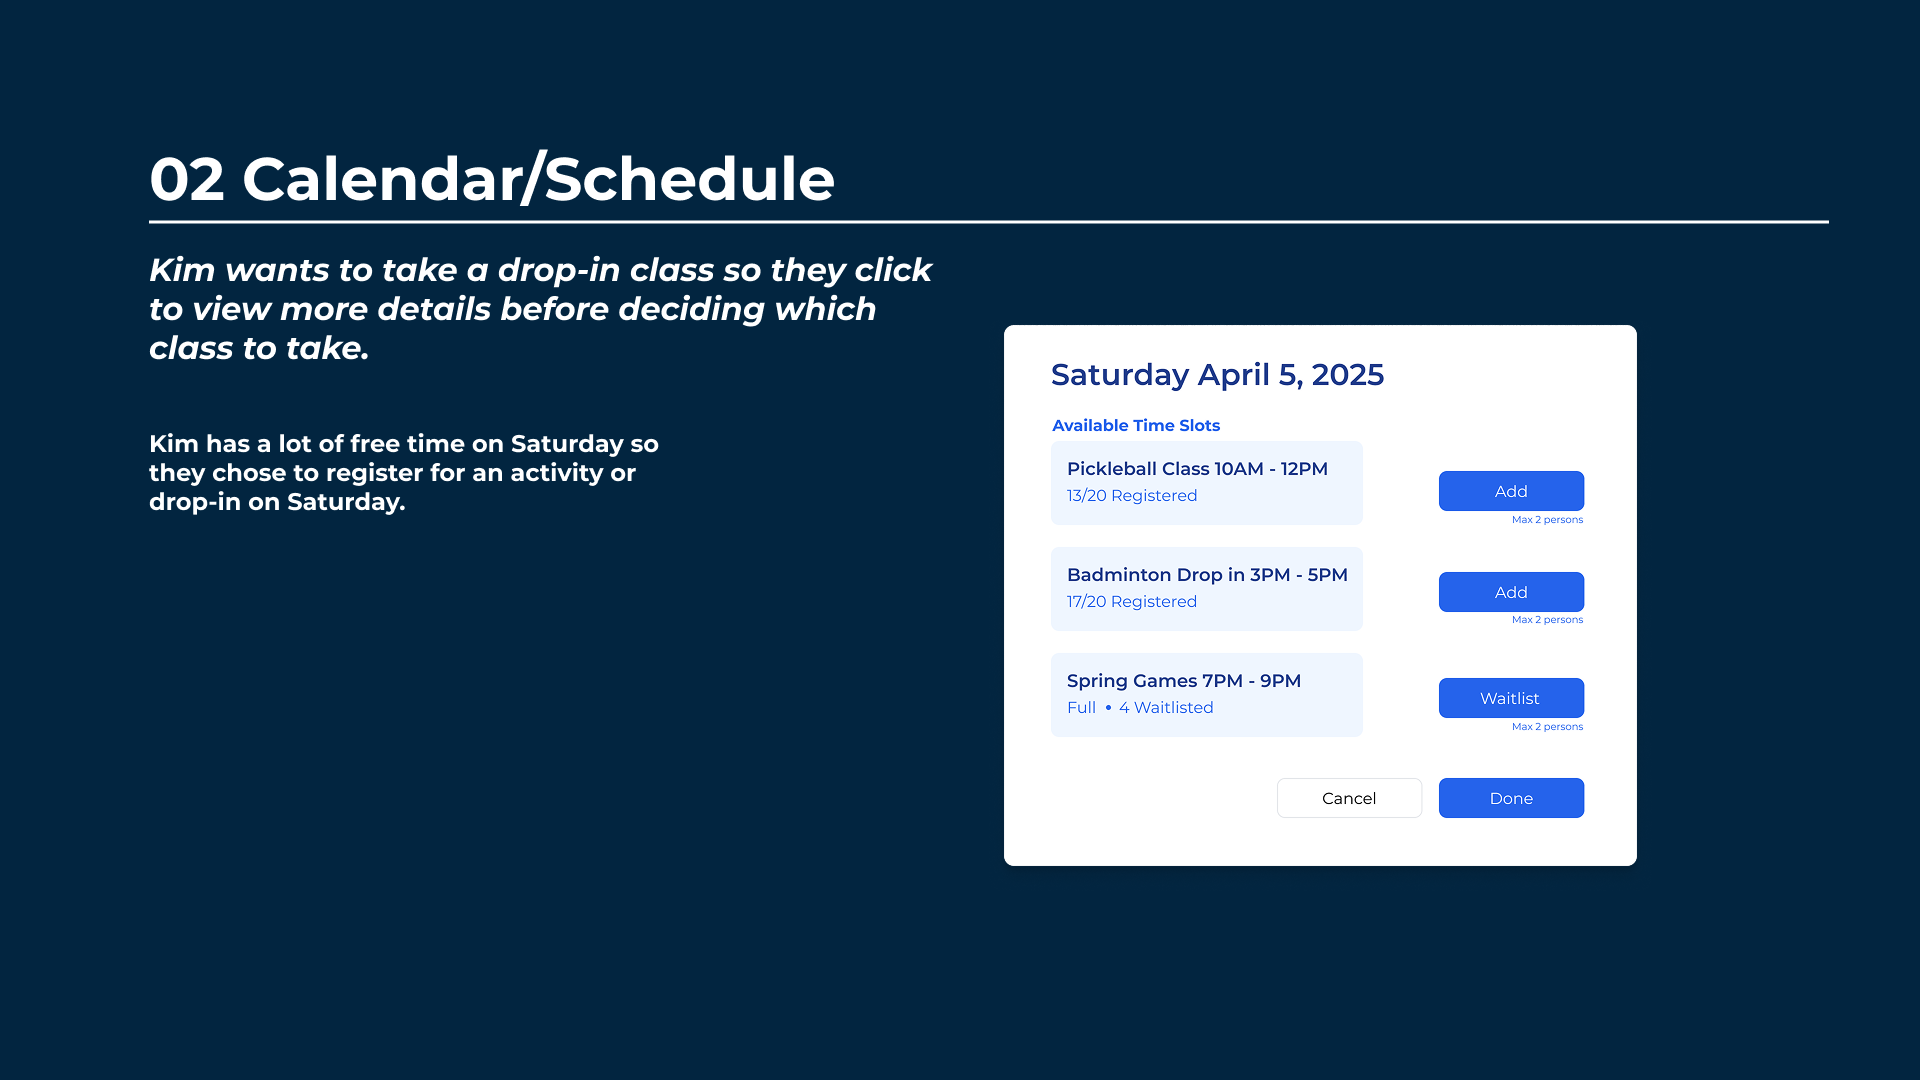 02 Calendar/Schedule
Kim wants to take a drop-in class so they click
to view more details before deciding which
class to take.
Kim has a lot of free time on Saturday so
they chose to register for an activity or
drop-in on Saturday.
Saturday April 5, 2025
Available Time Slots
Pickleball Class 10AM - 12PM
13/20 Registered
Add
Max 2 persons
Badminton Drop in 3PM - 5PM
17/20 Registered
Add
Max 2 persons
Spring Games 7PM - 9PM
Full • 4 Waitlisted
Waitlist
Max 2 persons
Cancel
Done